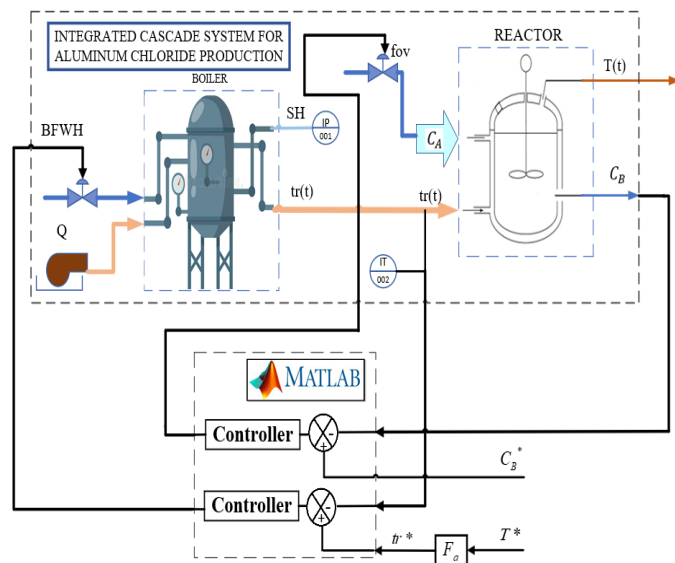 INTEGRATED CASCADE SYSTEM FOR
ALUMINUM CHLORIDE PRODUCTION
fov
REACTOR
T(t)
BOILER
BFWH
SH
IP
001
C_A
C_B
tr(t)
tr(t)
Q
IT
002
MATLAB
Controller
-
+
C_B*
Controller
-
+
tr *
F_a
T*